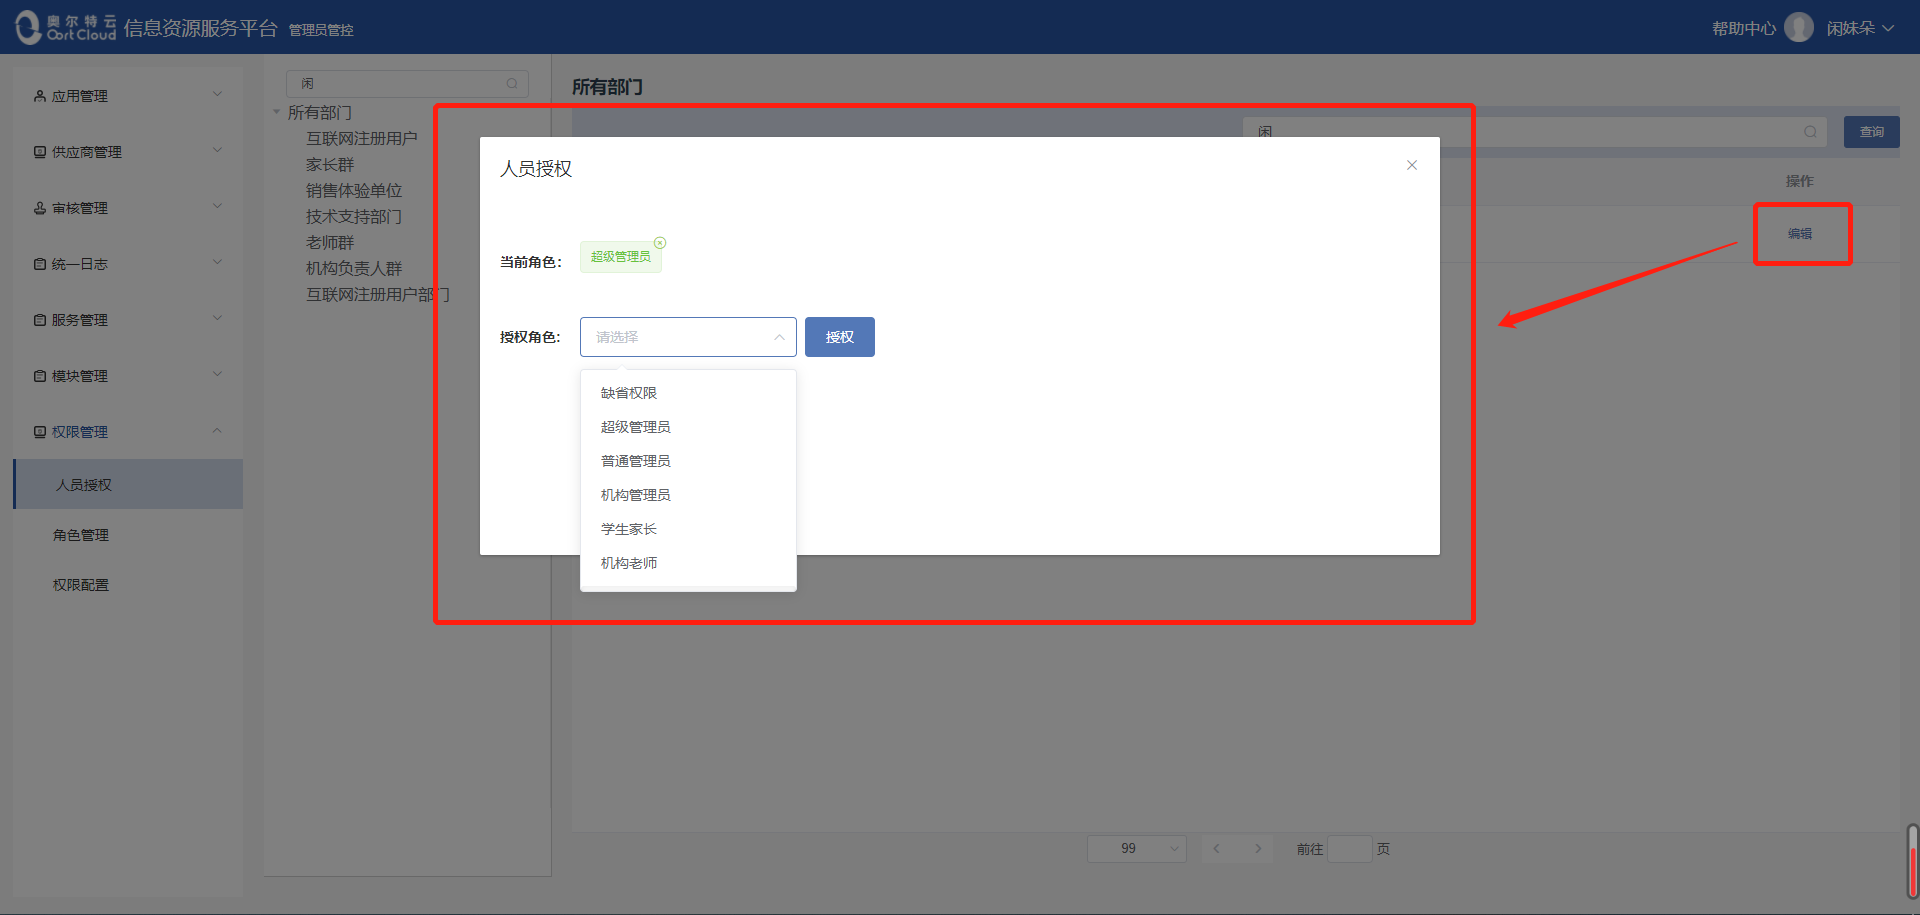 奥尔特云
Oort Cloud
信息资源服务平台 管理员管控
帮助中心 闲妹朵
应用管理
供应商管理
审核管理
统一日志
服务管理
模块管理
权限管理
人员授权
角色管理
权限配置
闲
所有部门
互联网注册用户
家长群
销售体验单位
技术支持部门
老师群
机构负责人群
互联网注册用户部门
所有部门
闲 查询
操作
编辑
人员授权
当前角色： 超级管理员
授权角色： 请选择 授权
缺省权限
超级管理员
普通管理员
机构管理员
学生家长
机构老师
99 前往 页